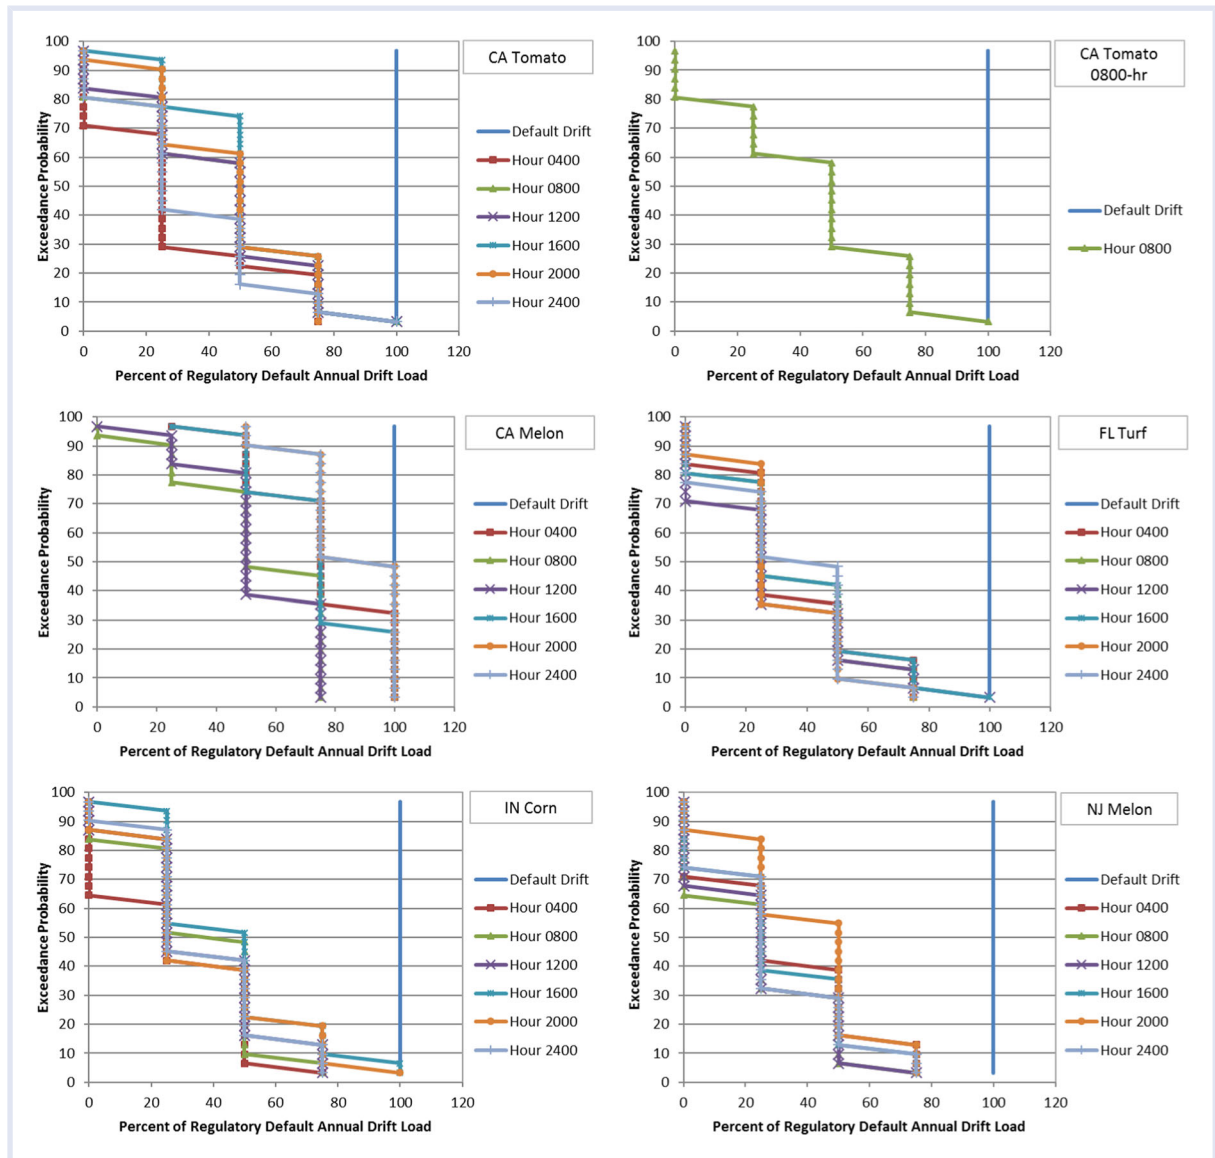 CA Tomato
Exceedance Probability
100
90
80
70
60
50
40
30
20
10
0
0 20 40 60 80 100 120
Percent of Regulatory Default Annual Drift Load
Default Drift
Hour 0400
Hour 0800
Hour 1200
Hour 1600
Hour 2000
Hour 2400
CA Tomato
0800-hr
Exceedance Probability
100
90
80
70
60
50
40
30
20
10
0
0 20 40 60 80 100 120
Percent of Regulatory Default Annual Drift Load
Default Drift
Hour 0800
CA Melon
Exceedance Probability
100
90
80
70
60
50
40
30
20
10
0
0 20 40 60 80 100 120
Percent of Regulatory Default Annual Drift Load
Default Drift
Hour 0400
Hour 0800
Hour 1200
Hour 1600
Hour 2000
Hour 2400
FL Turf
Exceedance Probability
100
90
80
70
60
50
40
30
20
10
0
0 20 40 60 80 100 120
Percent of Regulatory Default Annual Drift Load
Default Drift
Hour 0400
Hour 0800
Hour 1200
Hour 1600
Hour 2000
Hour 2400
IN Corn
Exceedance Probability
100
90
80
70
60
50
40
30
20
10
0
0 20 40 60 80 100 120
Percent of Regulatory Default Annual Drift Load
Default Drift
Hour 0400
Hour 0800
Hour 1200
Hour 1600
Hour 2000
Hour 2400
NJ Melon
Exceedance Probability
100
90
80
70
60
50
40
30
20
10
0
0 20 40 60 80 100 120
Percent of Regulatory Default Annual Drift Load
Default Drift
Hour 0400
Hour 0800
Hour 1200
Hour 1600
Hour 2000
Hour 2400